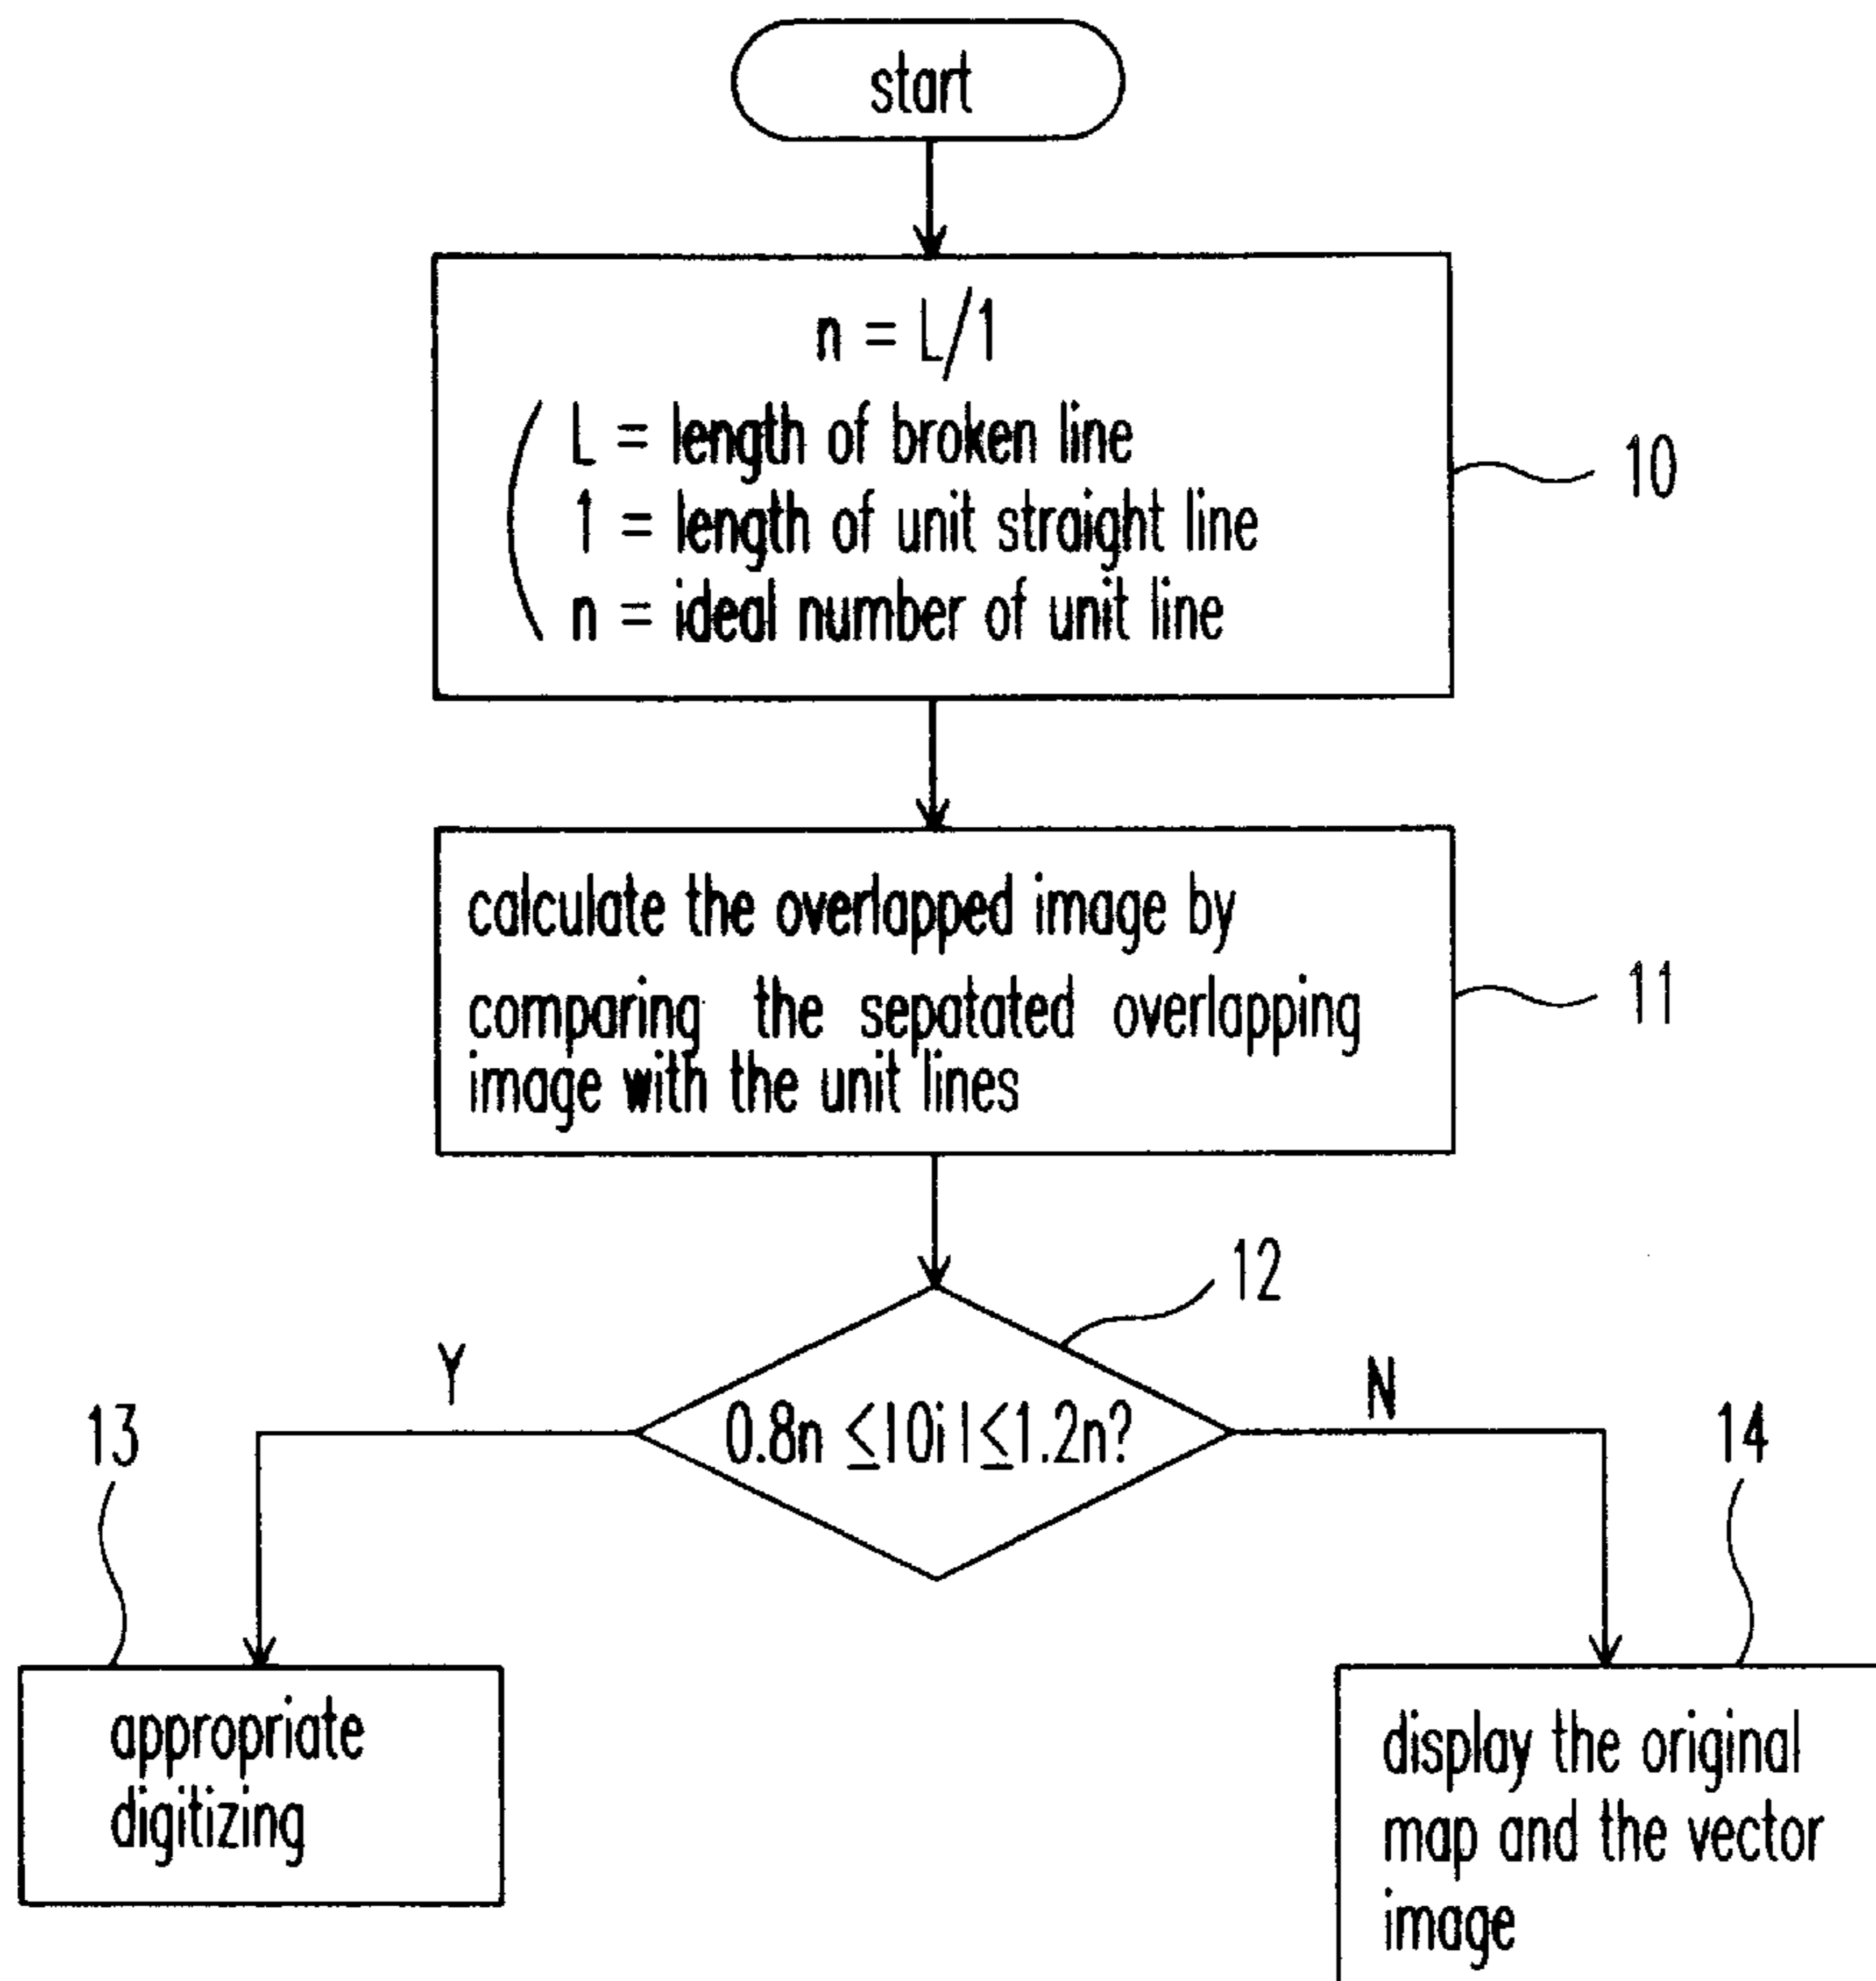 start
n = L/1
L = length of broken line
1 = length of unit straight line
n = ideal number of unit line
10
calculate the overlapped image by
comparing the sepatated overlapping
image with the unit lines
11
12
0.8n ≤|0i|≤1.2n?
Y
N
13
14
appropriate
digitizing
display the original
map and the vector
image